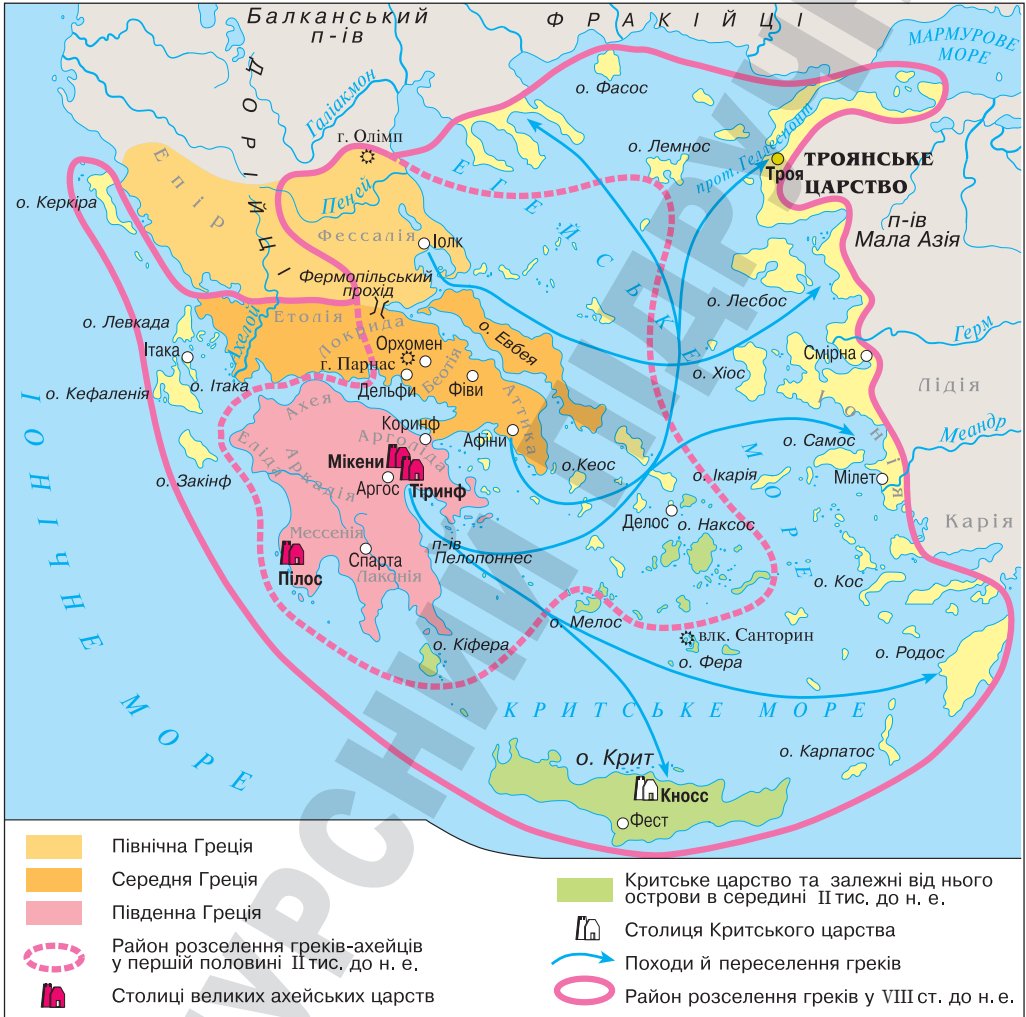 Балканський
п-ів
ФРАКІЙЦІ
МАРМУРОВЕ
МОРЕ
ДОРІЙЦІ
Галіакмон
о. Фасос
г. Олімп
о. Лемнос
прот. Геллеспонт
Троя
ТРОЯНСЬКЕ
ЦАРСТВО
п-ів
Мала Азія
Епір
о. Керкіра
Пеней
Фессалія
Іолк
ЕГЕЙСЬКЕ МОРЕ
Фермопільський
прохід
Етолія
Локрида
о. Левкада
Ахелой
Ітака
о. Ітака
о. Кефаленія
Орхомен
г. Парнас
Беотія
Дельфи
Фіви
о. Евбея
Аттика
о. Лесбос
о. Хіос
Смірна
Герм
Лідія
Іонія
Меандр
Ахея
Коринф
Арголіда
Афіни
Еліда
Аркадія
Мікени
Аргос
Тіринф
о. Закінф
о. Кеос
о. Самос
о. Ікарія
Мілет
Делос
о. Наксос
Карія
Мессенія
п-ів
Пелопоннес
Спарта
Лаконія
Пілос
о. Кос
о. Мелос
влк. Санторин
о. Фера
о. Кіфера
о. Родос
ІОНІЧНЕ МОРЕ
КРИТСЬКЕ МОРЕ
о. Карпатос
о. Крит
Кносс
Фест
Північна Греція
Середня Греція
Південна Греція
Район розселення греків-ахейців
у першій половині II тис. до н. е.
Столиці великих ахейських царств
Критське царство та залежні від нього
острови в середині II тис. до н. е.
Столиця Критського царства
Походи й переселення греків
Район розселення греків у VIII ст. до н. е.